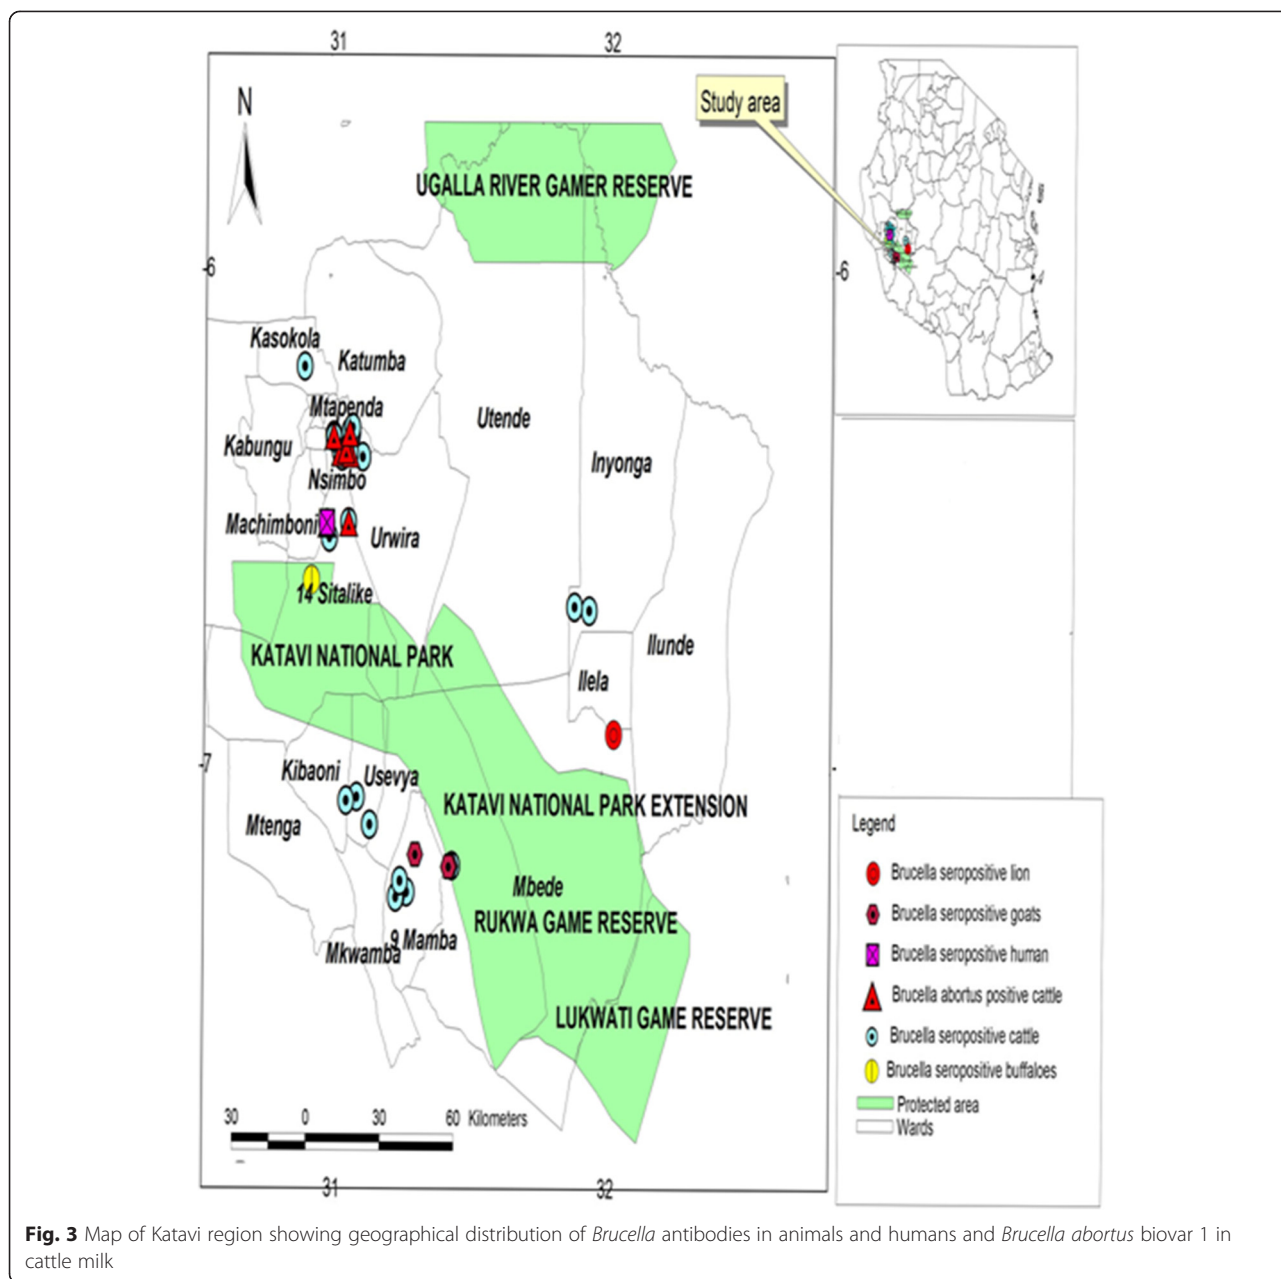 31 32
N
Study area
UGALLA RIVER GAMER RESERVE
-6 -6
Kasokola
Katumba
Mtapenda
Utende
Kabungu
Inyonga
Nsimbo
Machimboni
Urwira
14 Sitalike
Ilunde
KATAVI NATIONAL PARK
Ilela
-7 -
Kibaoni
Usevya
KATAVI NATIONAL PARK EXTENSION
Mtenga
Mbede
RUKWA GAME RESERVE
9 Mamba
Mkwamba
LUKWATI GAME RESERVE
30 0 30 60 Kilometers
31 32
Legend
Brucella seropositive lion
Brucella seropositive goats
Brucella seropositive human
Brucella abortus positive cattle
Brucella seropositive cattle
Brucella seropositive buffaloes
Protected area
Wards
Fig. 3 Map of Katavi region showing geographical distribution of Brucella antibodies in animals and humans and Brucella abortus biovar 1 in
cattle milk